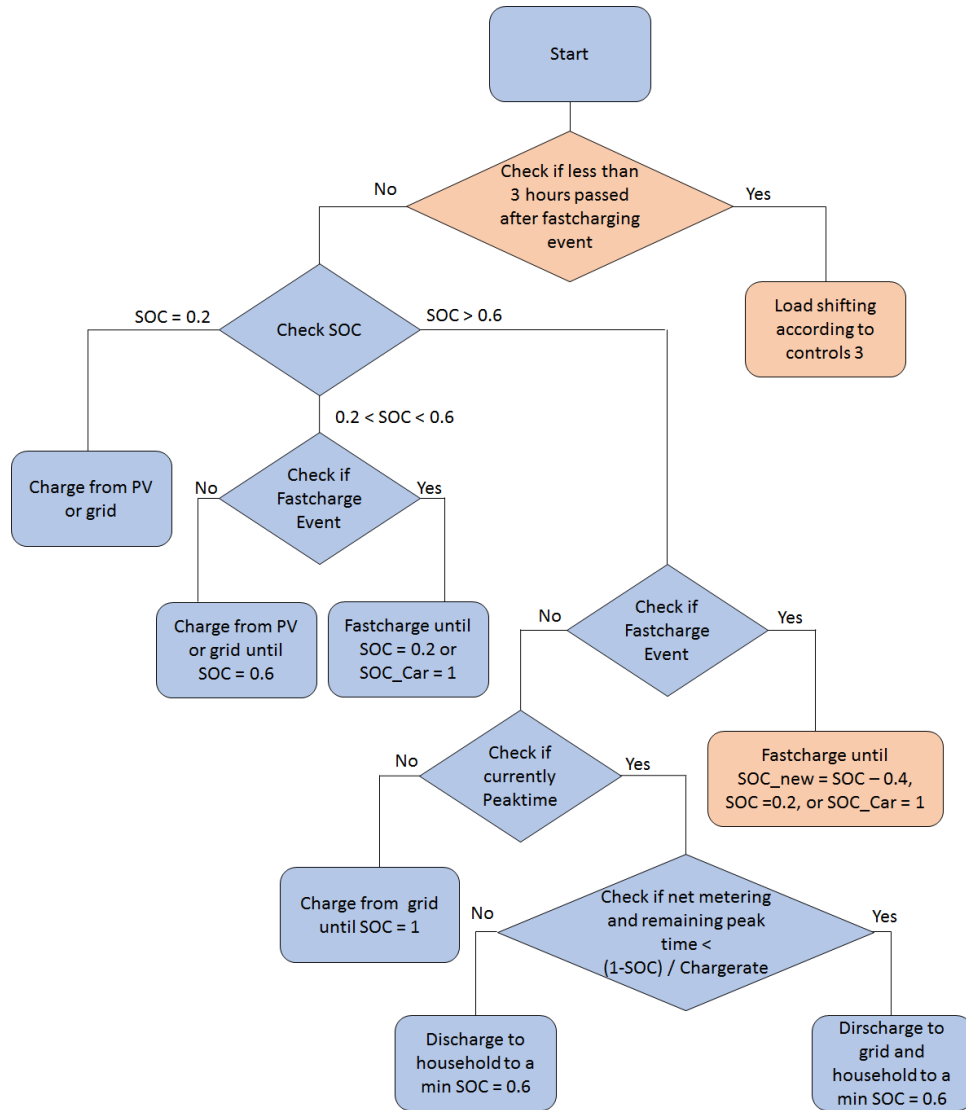 Start
Check if less than
3 hours passed
after fastcharging
event
No
Yes
Load shifting
according to
controls 3
Check SOC
SOC = 0.2
SOC > 0.6
0.2 < SOC < 0.6
Charge from PV
or grid
Check if
Fastcharge
Event
No
Yes
Charge from PV
or grid until
SOC = 0.6
Fastcharge until
SOC = 0.2 or
SOC_Car = 1
Check if
Fastcharge
Event
No
Yes
Fastcharge until
SOC_new = SOC – 0.4,
SOC =0.2, or SOC_Car = 1
Check if
currently
Peaktime
No
Yes
Charge from  grid
until SOC = 1
Check if net metering
and remaining peak
time <
(1-SOC) / Chargerate
No
Yes
Discharge to
household to a
min SOC = 0.6
Dirscharge to
grid and
household to a
min SOC = 0.6